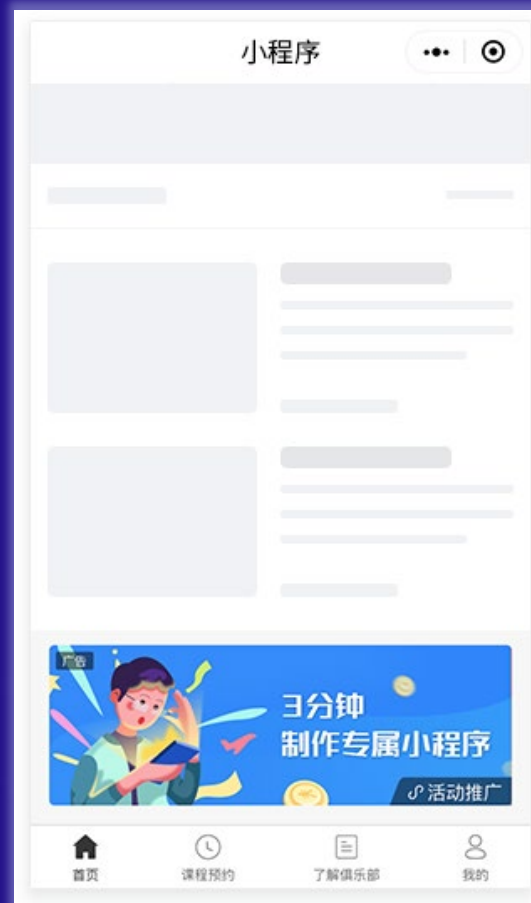 小程序
广告
3分钟
制作专属小程序
活动推广
首页
课程预约
了解俱乐部
我的